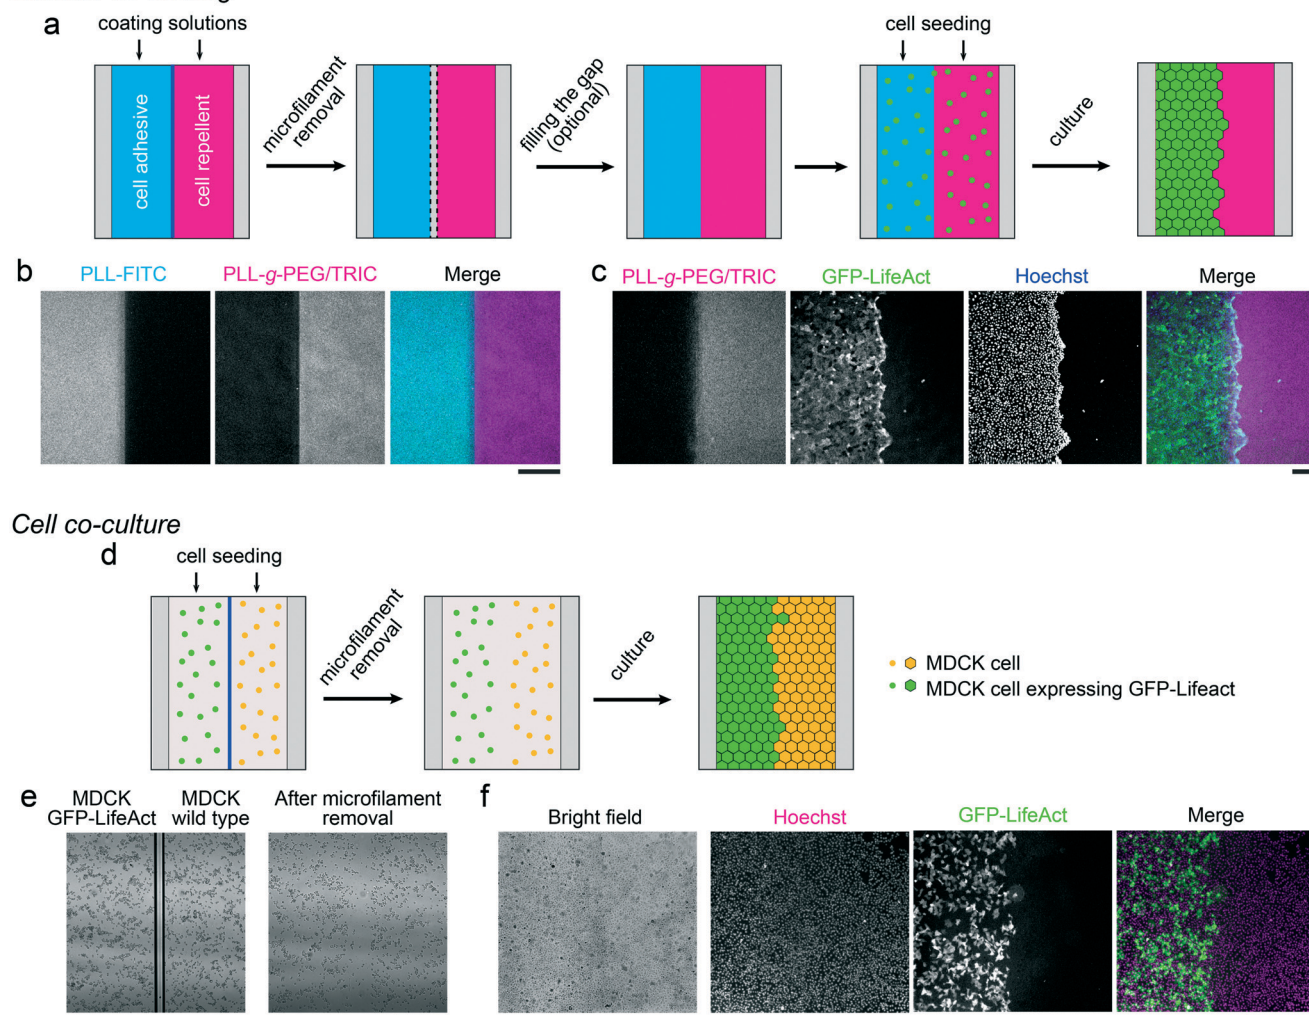 a
coating solutions
cell adhesive
cell repellent
microfilament
removal
filling the gap
(optional)
cell seeding
culture
b
PLL-FITC
PLL-g-PEG/TRIC
Merge
c
PLL-g-PEG/TRIC
GFP-LifeAct
Hoechst
Merge
Cell co-culture
d
cell seeding
microfilament
removal
culture
MDCK cell
MDCK cell expressing GFP-Lifeact
e
MDCK
GFP-LifeAct
MDCK
wild type
After microfilament
removal
f
Bright field
Hoechst
GFP-LifeAct
Merge